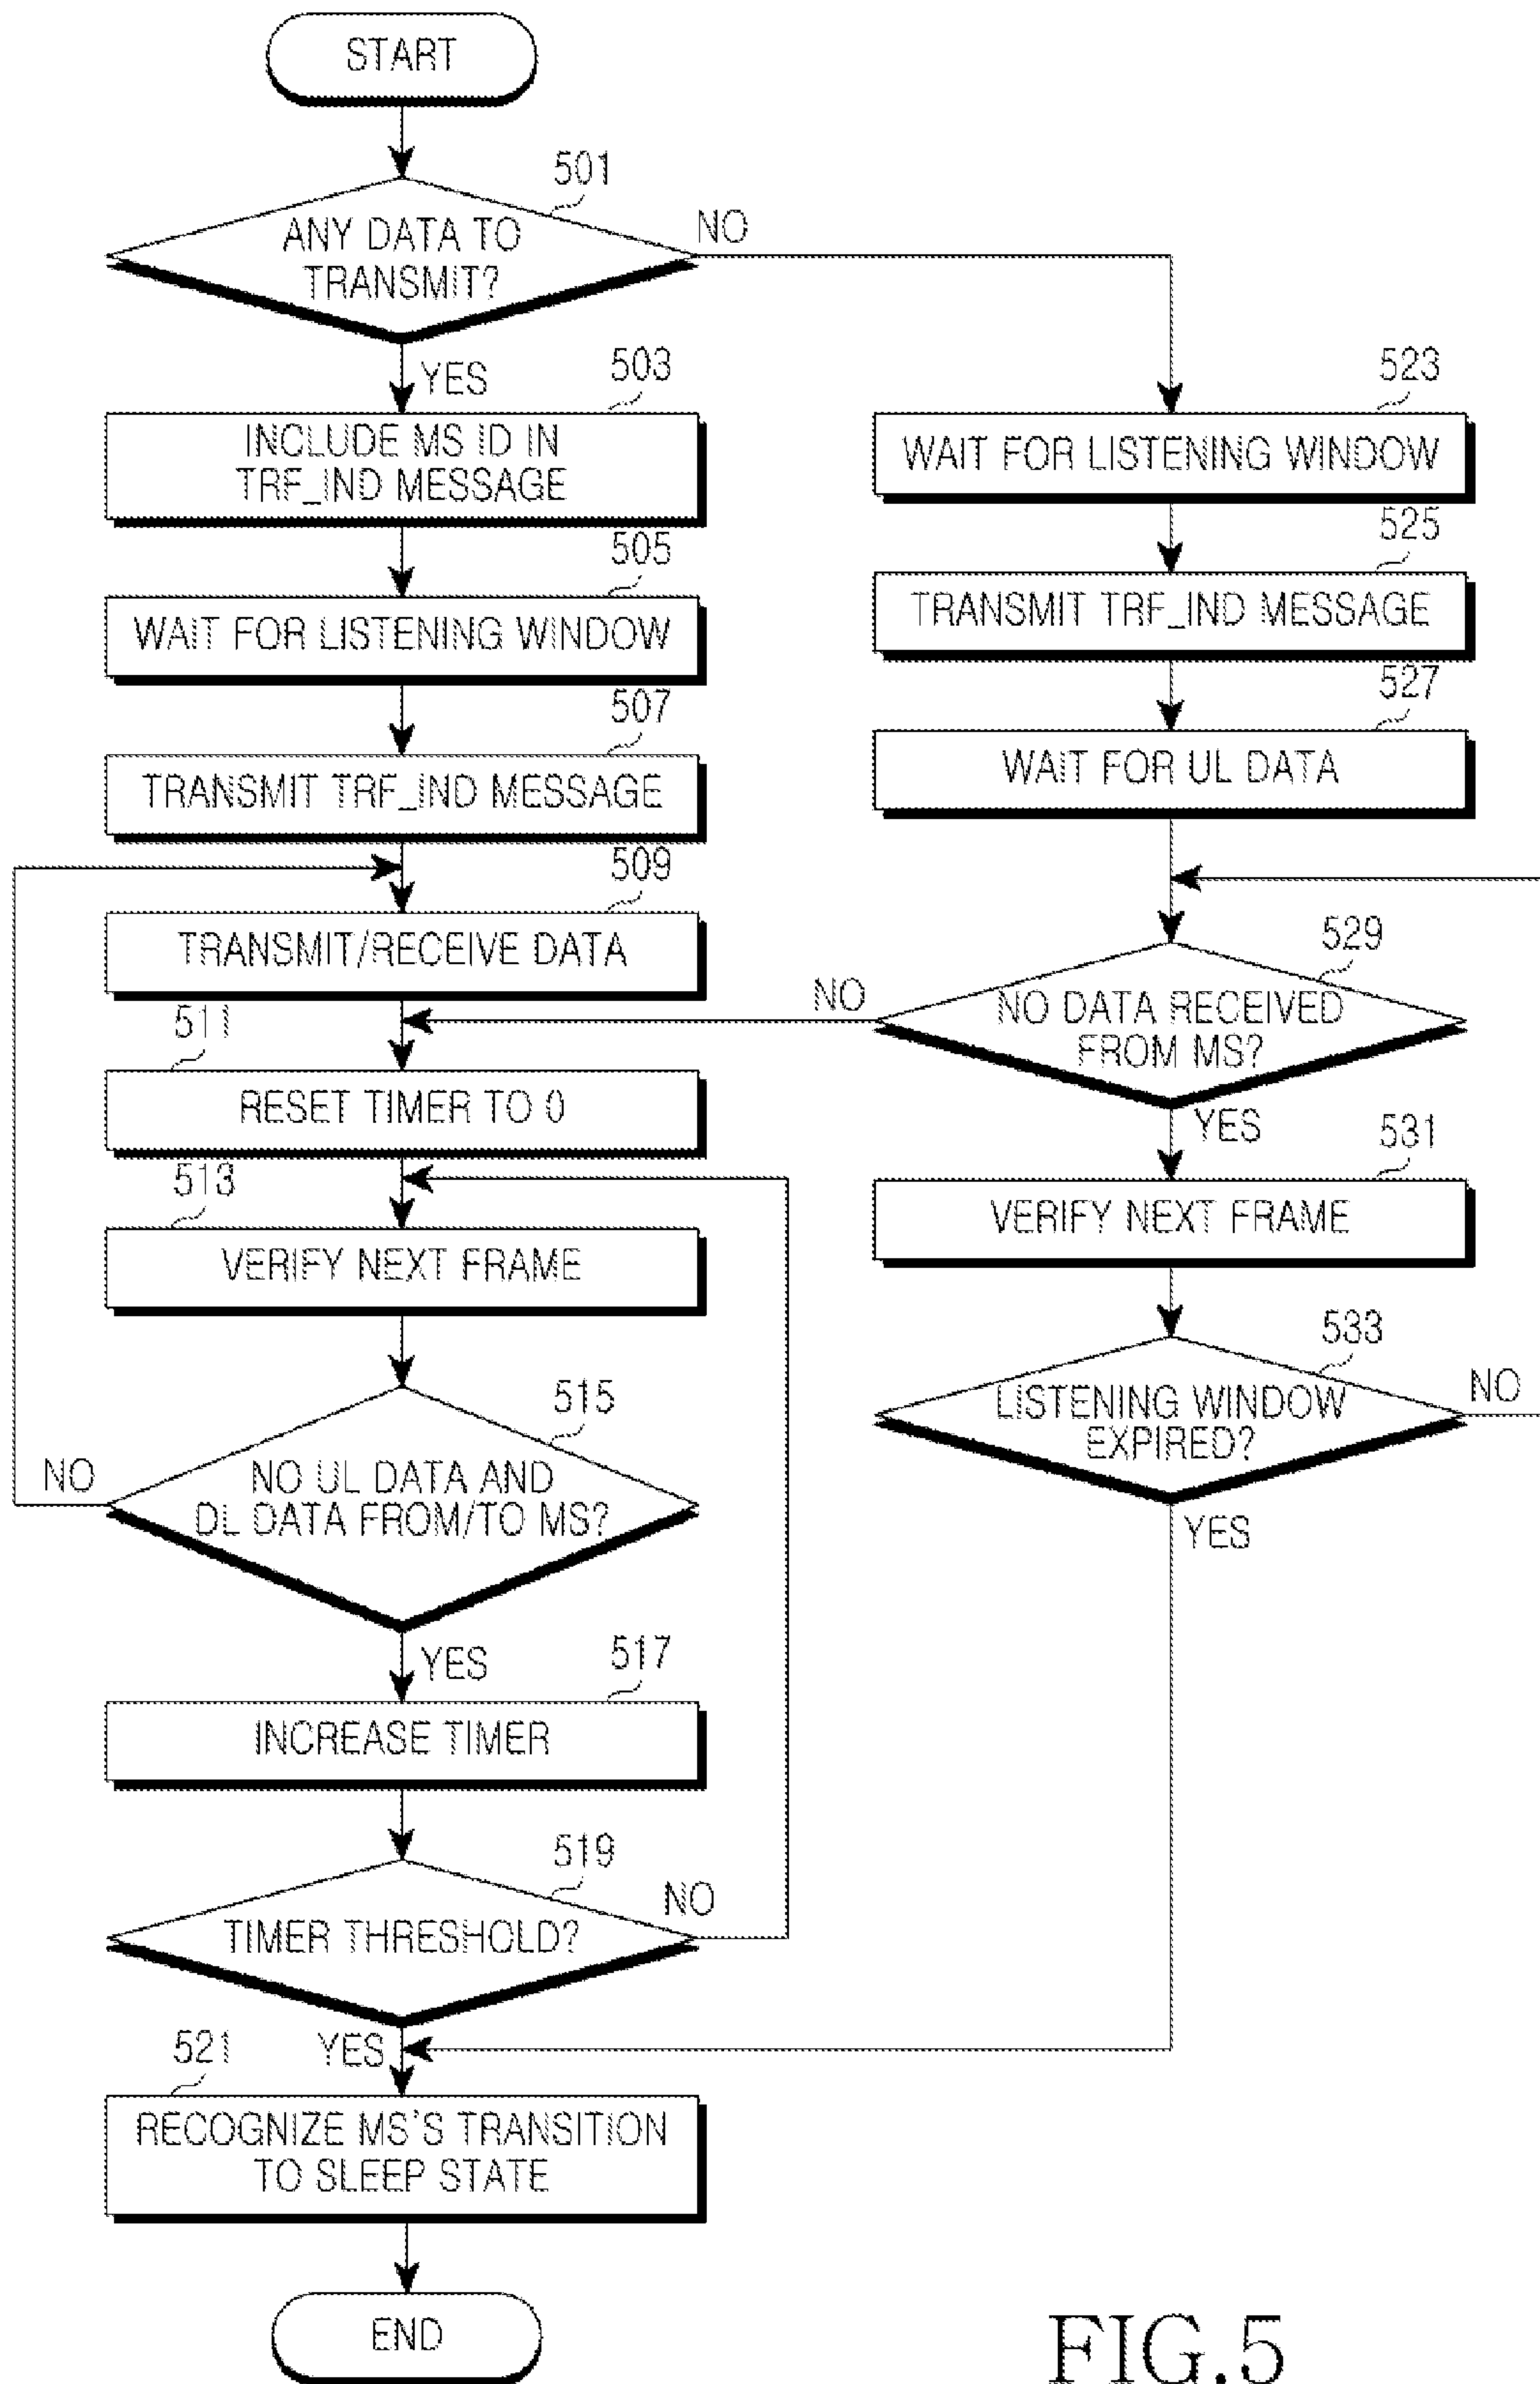 START
501
ANY DATA TO
TRANSMIT?
NO
YES
503
INCLUDE MS ID IN
TRF_IND MESSAGE
505
WAIT FOR LISTENING WINDOW
507
TRANSMIT TRF_IND MESSAGE
509
TRANSMIT/RECEIVE DATA
511
RESET TIMER TO 0
513
VERIFY NEXT FRAME
515
NO UL DATA AND
DL DATA FROM/TO MS?
NO
YES
517
INCREASE TIMER
519
TIMER THRESHOLD?
NO
YES
521
RECOGNIZE MS'S TRANSITION
TO SLEEP STATE
END
523
WAIT FOR LISTENING WINDOW
525
TRANSMIT TRF_IND MESSAGE
527
WAIT FOR UL DATA
529
NO DATA RECEIVED
FROM MS?
NO
YES
531
VERIFY NEXT FRAME
533
LISTENING WINDOW
EXPIRED?
NO
YES
FIG.5